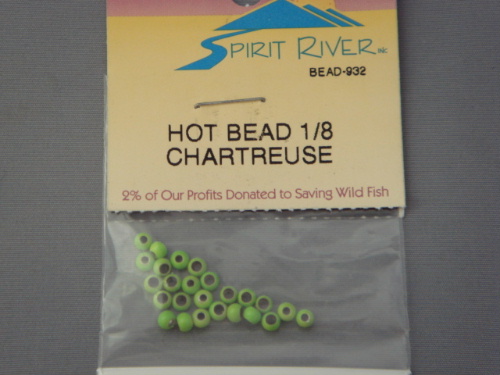 SPIRIT RIVER INC
BEAD-932
HOT BEAD 1/8
CHARTREUSE
2% of Our Profits Donated to Saving Wild Fish